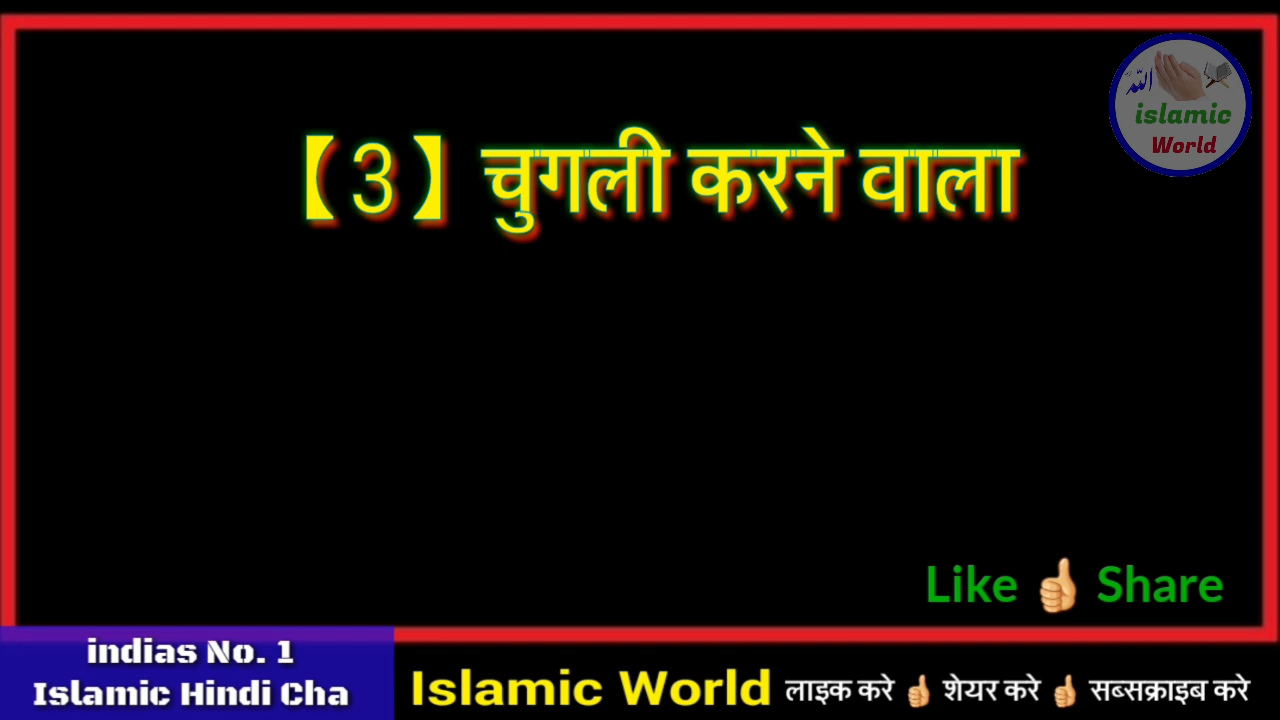 【3】चुगली करने वाला
الله
islamic
World
Like 👍 Share
indias No. 1
Islamic Hindi Cha
Islamic World लाइक करे 👍 शेयर करे 👍 सब्सक्राइब करे